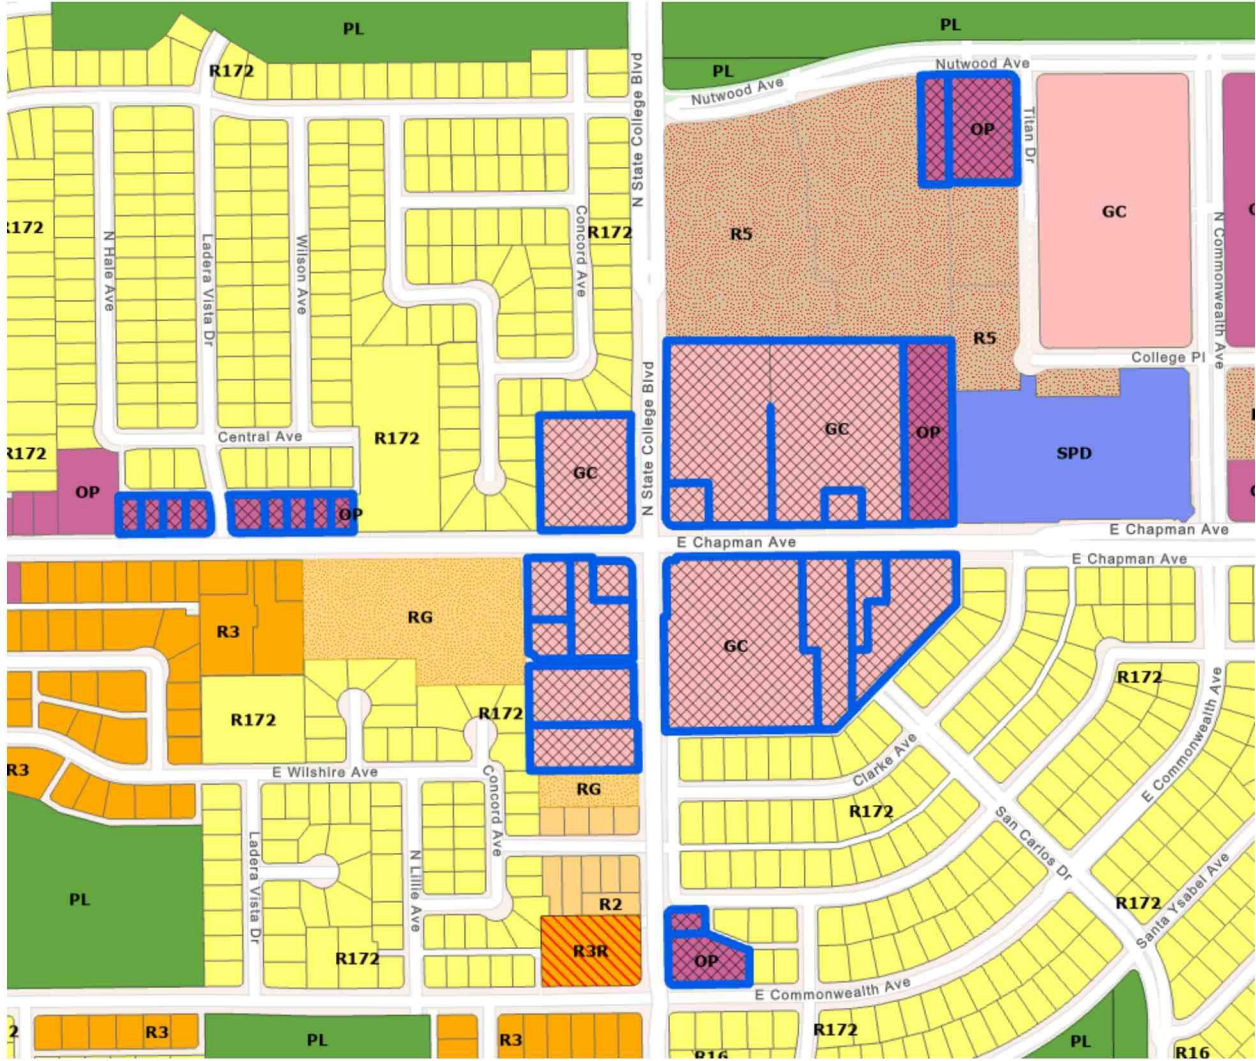 PL
PL
R172
PL
Nutwood Ave
Nutwood Ave
N State College Blvd
OP
Titan Dr
GC
R172
R172
R5
N Hale Ave
Ladera Vista Dr
Wilson Ave
Concord Ave
N Commonwealth Ave
R5
College Pl
N State College Blvd
Central Ave
R172
R172
GC
GC
OP
SPD
OP
OP
E Chapman Ave
E Chapman Ave
E Chapman Ave
R3
RG
GC
R172
R172
R172
R3
E Wilshire Ave
Concord Ave
RG
Clarke Ave
E Commonwealth Ave
R172
San Carlos Dr
Ladera Vista Dr
N Lillie Ave
PL
R2
R172
Santa Ysabel Ave
R3R
R172
OP
E Commonwealth Ave
2
R3
PL
R3
R172
R16
PL
R16